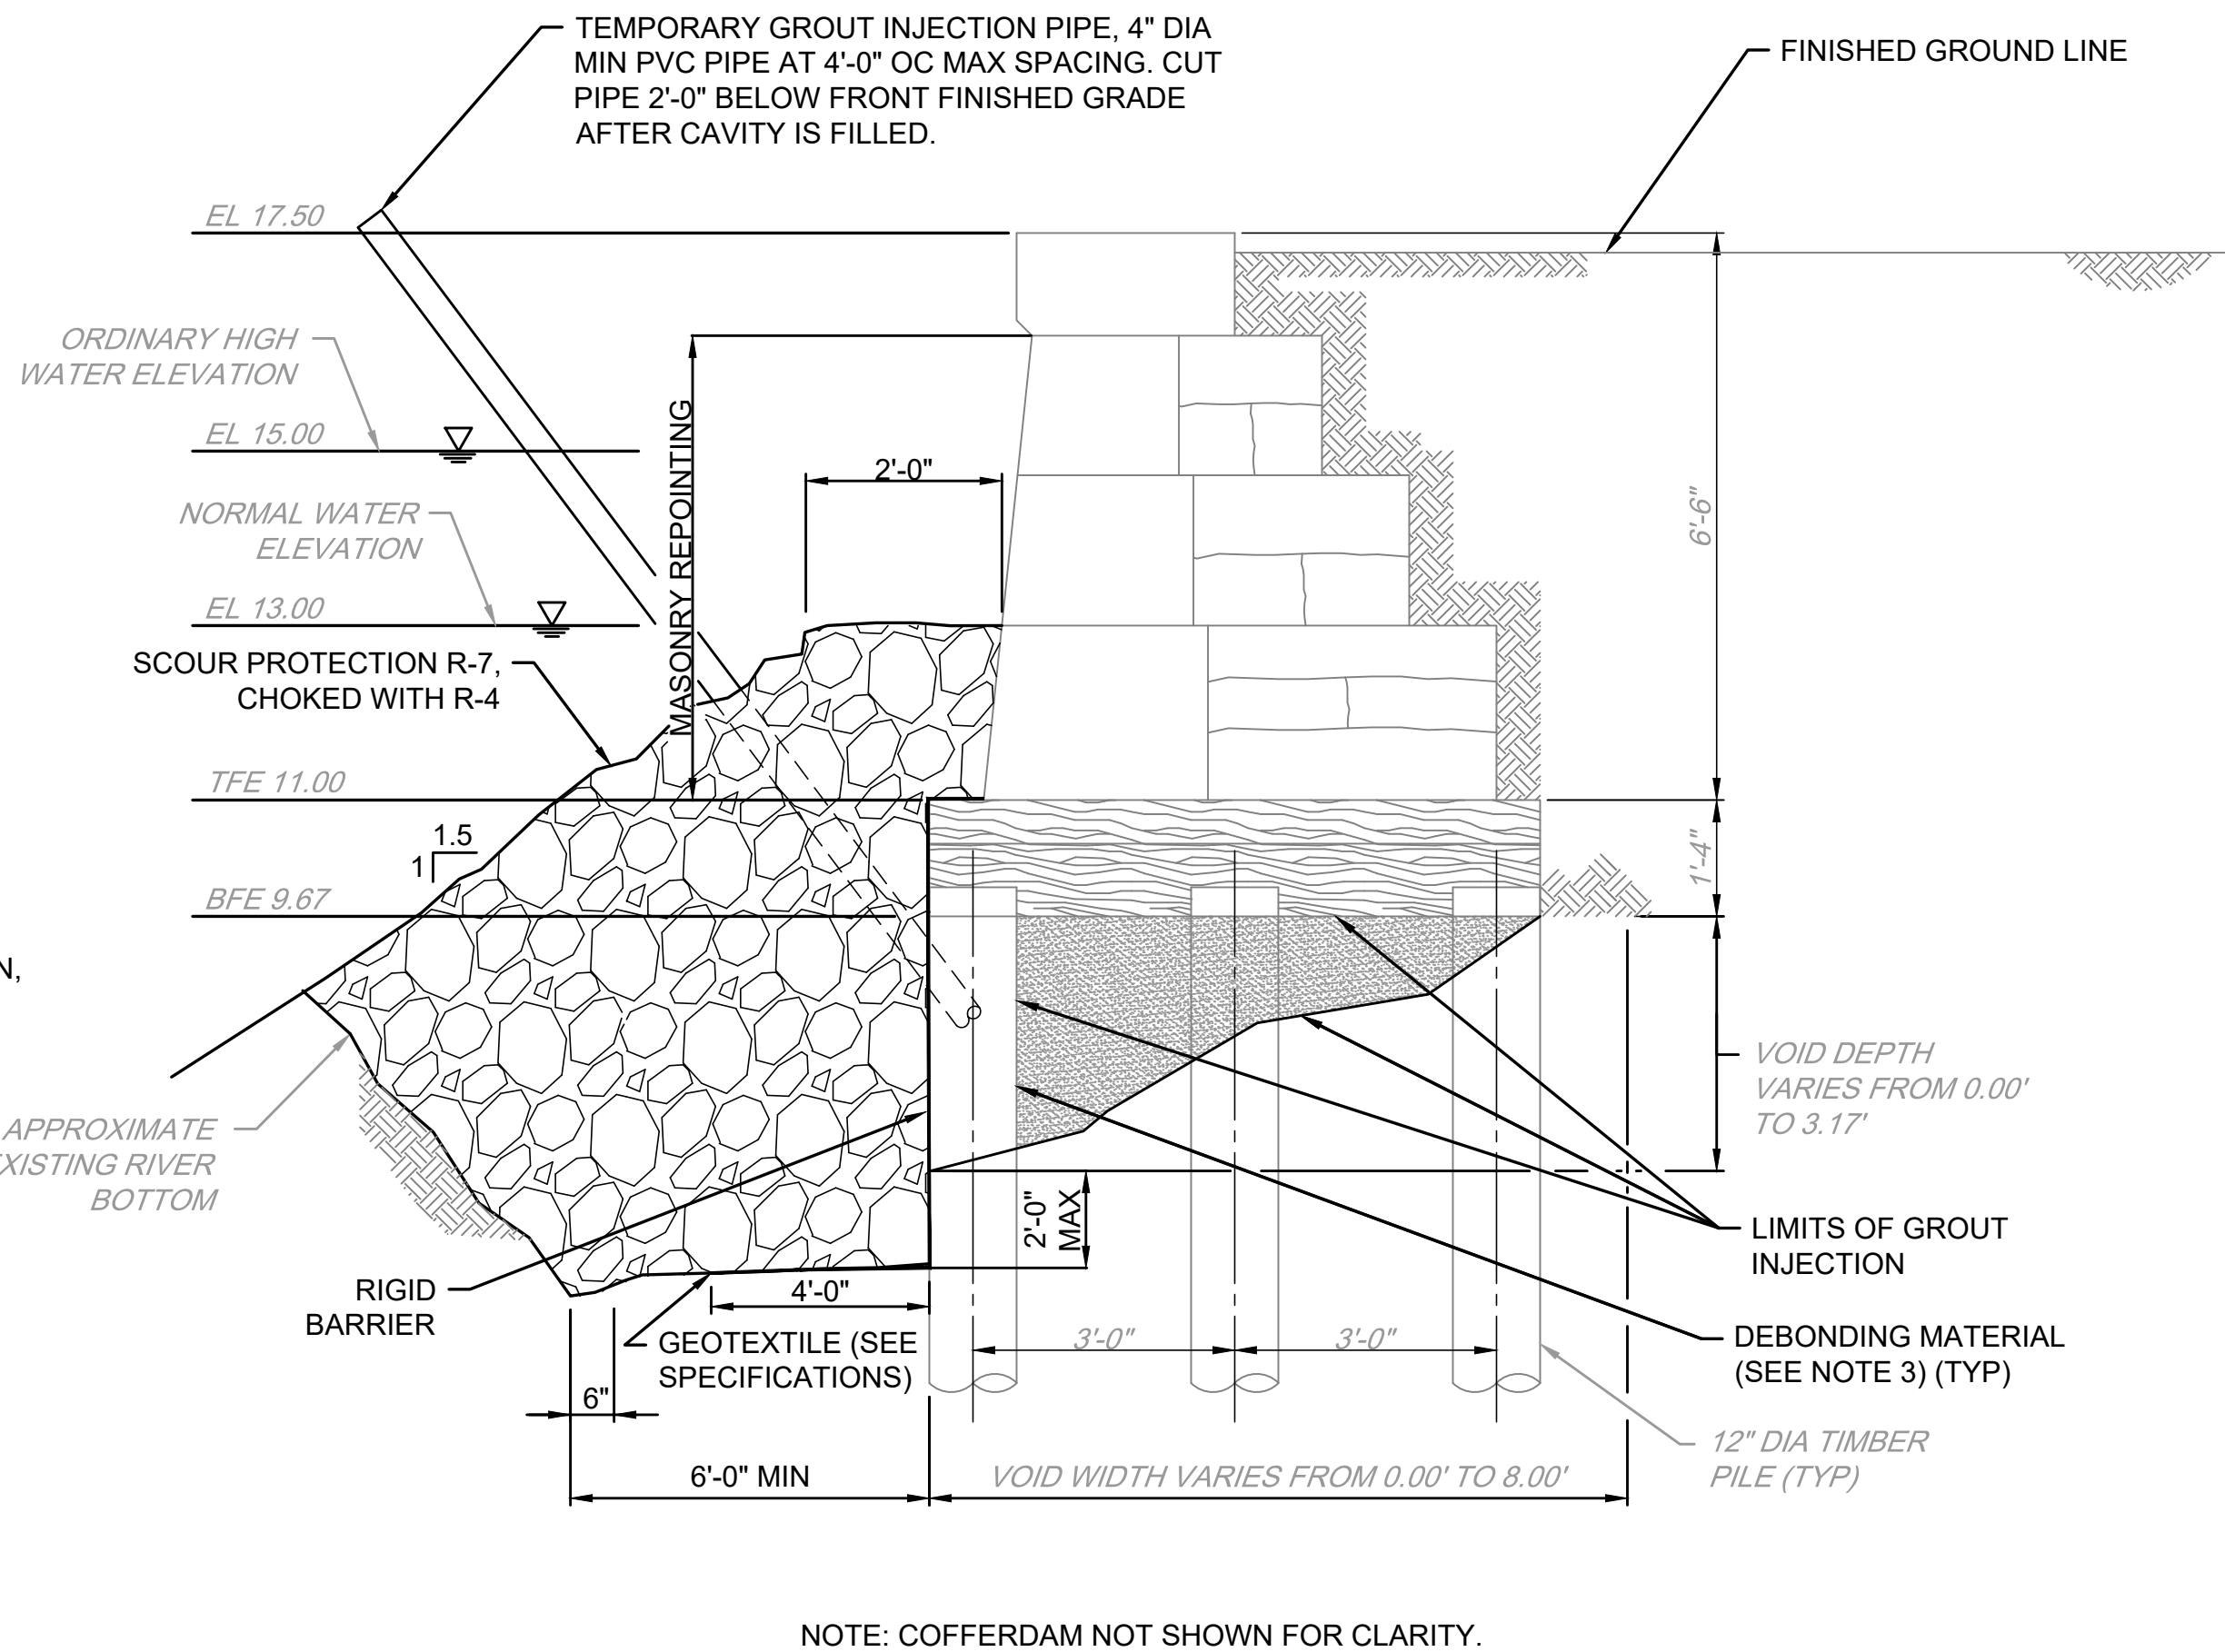 TEMPORARY GROUT INJECTION PIPE, 4" DIA
MIN PVC PIPE AT 4'-0" OC MAX SPACING. CUT
PIPE 2'-0" BELOW FRONT FINISHED GRADE
AFTER CAVITY IS FILLED.
FINISHED GROUND LINE
EL 17.50
ORDINARY HIGH
WATER ELEVATION
EL 15.00
NORMAL WATER
ELEVATION
EL 13.00
MASONRY REPOINTING
2'-0"
6'-6"
SCOUR PROTECTION R-7,
CHOKED WITH R-4
TFE 11.00
1.5
1
1'-4"
BFE 9.67
N,
VOID DEPTH
VARIES FROM 0.00'
TO 3.17'
APPROXIMATE
EXISTING RIVER
BOTTOM
2'-0"
MAX
LIMITS OF GROUT
INJECTION
RIGID
BARRIER
4'-0"
GEOTEXTILE (SEE
SPECIFICATIONS)
3'-0"
3'-0"
DEBONDING MATERIAL
(SEE NOTE 3) (TYP)
6"
12" DIA TIMBER
PILE (TYP)
6'-0" MIN
VOID WIDTH VARIES FROM 0.00' TO 8.00'
NOTE: COFFERDAM NOT SHOWN FOR CLARITY.